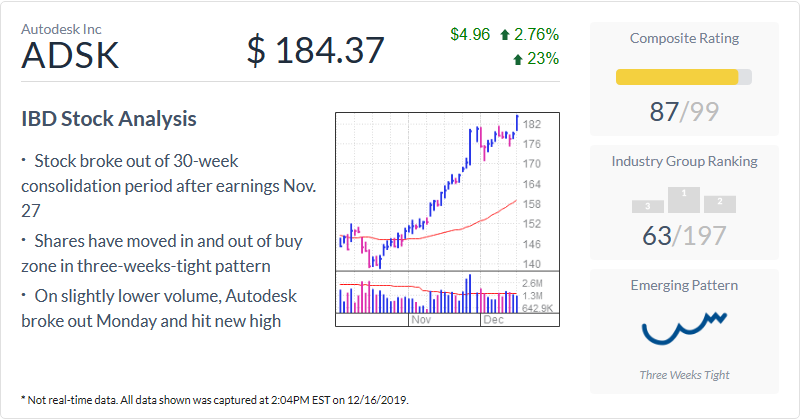 Autodesk Inc
ADSK
$ 184.37
$4.96 2.76%
23%
IBD Stock Analysis
· Stock broke out of 30-week
consolidation period after earnings Nov.
27
· Shares have moved in and out of buy
zone in three-weeks-tight pattern
· On slightly lower volume, Autodesk
broke out Monday and hit new high
182
176
170
164
158
152
146
140
2.6M
1.3M
642.9K
Nov
Dec
* Not real-time data. All data shown was captured at 2:04PM EST on 12/16/2019.
Composite Rating
87/99
Industry Group Ranking
3 1 2
63/197
Emerging Pattern
Three Weeks Tight